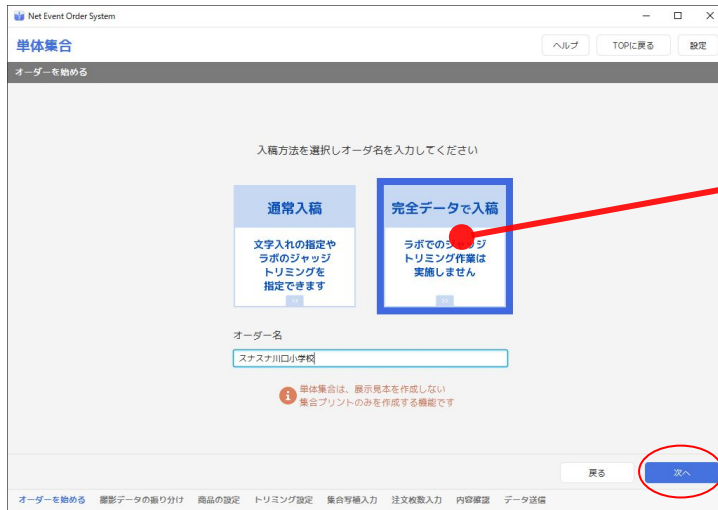 Net Event Order System
単体集合
ヘルプ TOPに戻る 設定
オーダーを始める
入稿方法を選択しオーダ名を入力してください
通常入稿
文字入れの指定や
ラボのジャッジ
トリミングを
指定できます
完全データで入稿
ラボでのジャッジ
トリミング作業は
実施しません
オーダー名
スナスナ川口小学校
単体集合は、展示見本を作成しない
集合プリントのみを作成する機能です
戻る 次へ
オーダーを始める 撮影データの振り分け 商品の設定 トリミング設定 集合写植入力 注文枚数入力 内容確認 データ送信